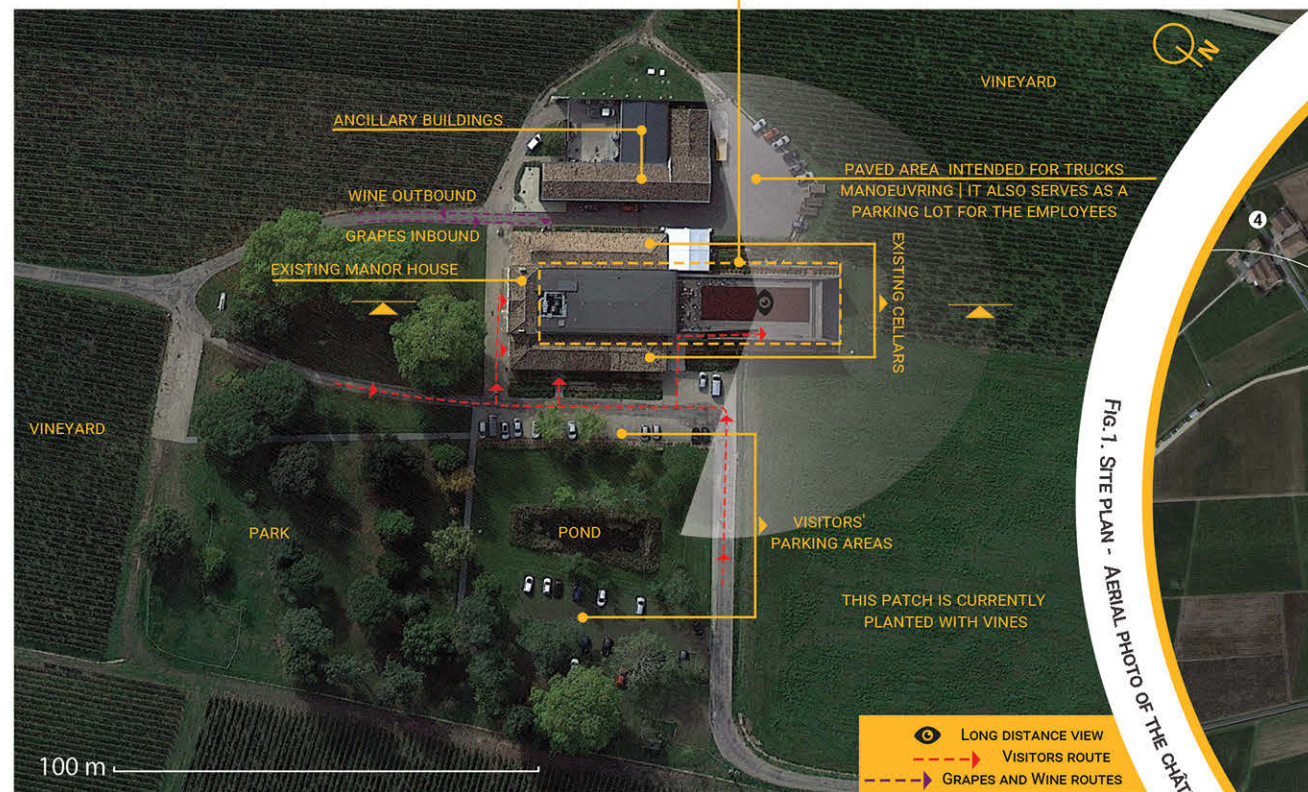 N
VINEYARD
ANCILLARY BUILDINGS
PAVED AREA INTENDED FOR TRUCKS
MANOEUVRING | IT ALSO SERVES AS A
PARKING LOT FOR THE EMPLOYEES
WINE OUTBOUND
GRAPES INBOUND
EXISTING MANOR HOUSE
EXISTING CELLARS
4
VINEYARD
PARK
POND
VISITORS'
PARKING AREAS
THIS PATCH IS CURRENTLY
PLANTED WITH VINES
FIG.1. SITE PLAN - AERIAL PHOTO OF THE CHÂT
100 m
LONG DISTANCE VIEW
VISITORS ROUTE
GRAPES AND WINE ROUTES